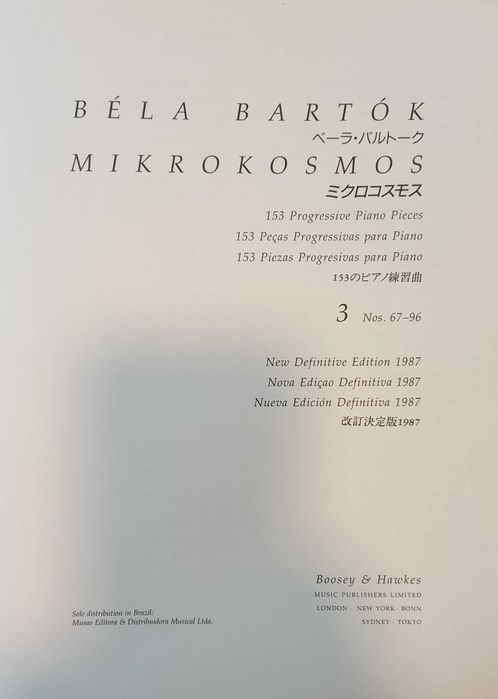 BÉLA BARTÓK
ベーラ・バルトーク
MIKROKOSMOS
ミクロコスモス
153 Progressive Piano Pieces
153 Peças Progressivas para Piano
153 Piezas Progresivas para Piano
153のピアノ練習曲
3 Nos. 67–96
New Definitive Edition 1987
Nova Ediçao Definitiva 1987
Nueva Edición Definitiva 1987
改訂決定版1987
Boosey & Hawkes
MUSIC PUBLISHERS LIMITED
LONDON · NEW YORK · BONN
SYDNEY · TOKYO
Sole distribution in Brazil:
Musas Editora & Distribuidora Musical Ltda.